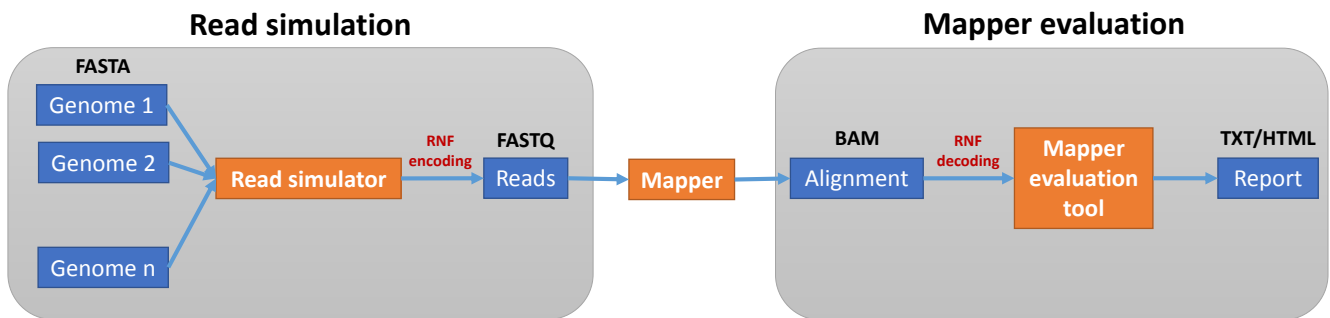 Read simulation
FASTA
Genome 1
Genome 2
Genome n
Read simulator
RNF
encoding
FASTQ
Reads
Mapper
Mapper evaluation
BAM
Alignment
RNF
decoding
Mapper
evaluation
tool
TXT/HTML
Report